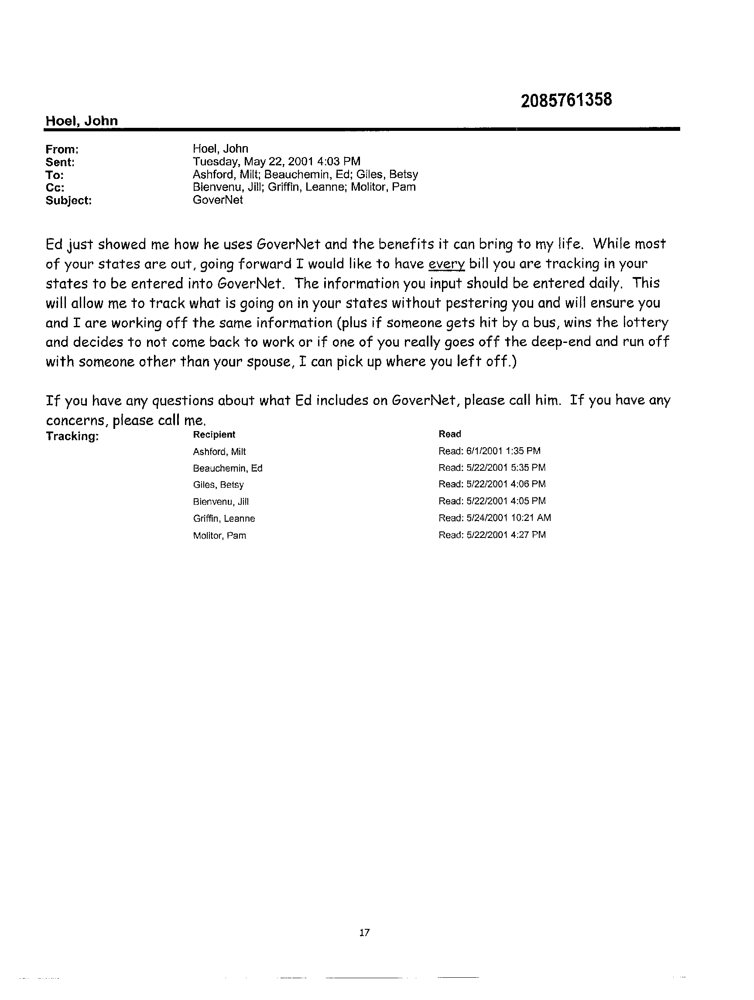 2085761358
Hoel, John
From: Hoel, John
Sent: Tuesday, May 22, 2001 4:03 PM
To: Ashford, Milt; Beauchemin, Ed; Giles, Betsy
Cc: Bienvenu, Jill; Griffin, Leanne; Molitor, Pam
Subject: GoverNet
Ed just showed me how he uses GoverNet and the benefits it can bring to my life. While most
of your states are out, going forward I would like to have every bill you are tracking in your
states to be entered into GoverNet. The information you input should be entered daily. This
will allow me to track what is going on in your states without pestering you and will ensure you
and I are working off the same information (plus if someone gets hit by a bus, wins the lottery
and decides to not come back to work or if one of you really goes off the deep-end and run off
with someone other than your spouse, I can pick up where you left off.)
If you have any questions about what Ed includes on GoverNet, please call him. If you have any
concerns, please call me.
Tracking: Recipient Read
Ashford, Milt Read: 6/1/2001 1:35 PM
Beauchemin, Ed Read: 5/22/2001 5:35 PM
Giles, Betsy Read: 5/22/2001 4:06 PM
Bienvenu, Jill Read: 5/22/2001 4:05 PM
Griffin, Leanne Read: 5/24/2001 10:21 AM
Molitor, Pam Read: 5/22/2001 4:27 PM
17